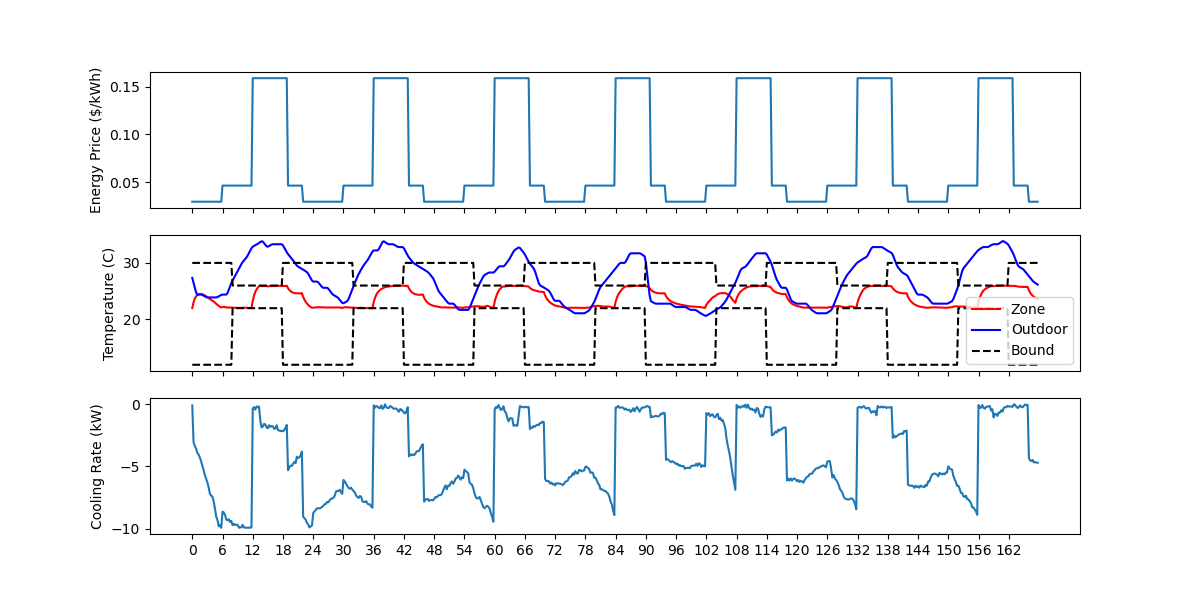 Energy Price ($/kWh)
0.15
0.10
0.05
Temperature (C)
30
20
Zone
Outdoor
Bound
Cooling Rate (kW)
0
−5
−10
0 6 12 18 24 30 36 42 48 54 60 66 72 78 84 90 96 102 108 114 120 126 132 138 144 150 156 162